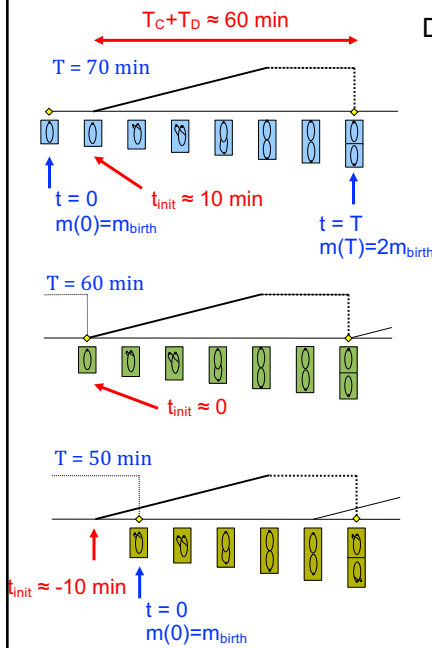 T_C+T_D ≈ 60 min
D
T = 70 min
t = 0
m(0)=m_birth
t_init ≈ 10 min
t = T
m(T)=2m_birth
T = 60 min
t_init ≈ 0
T = 50 min
t_init ≈ -10 min
t = 0
m(0)=m_birth